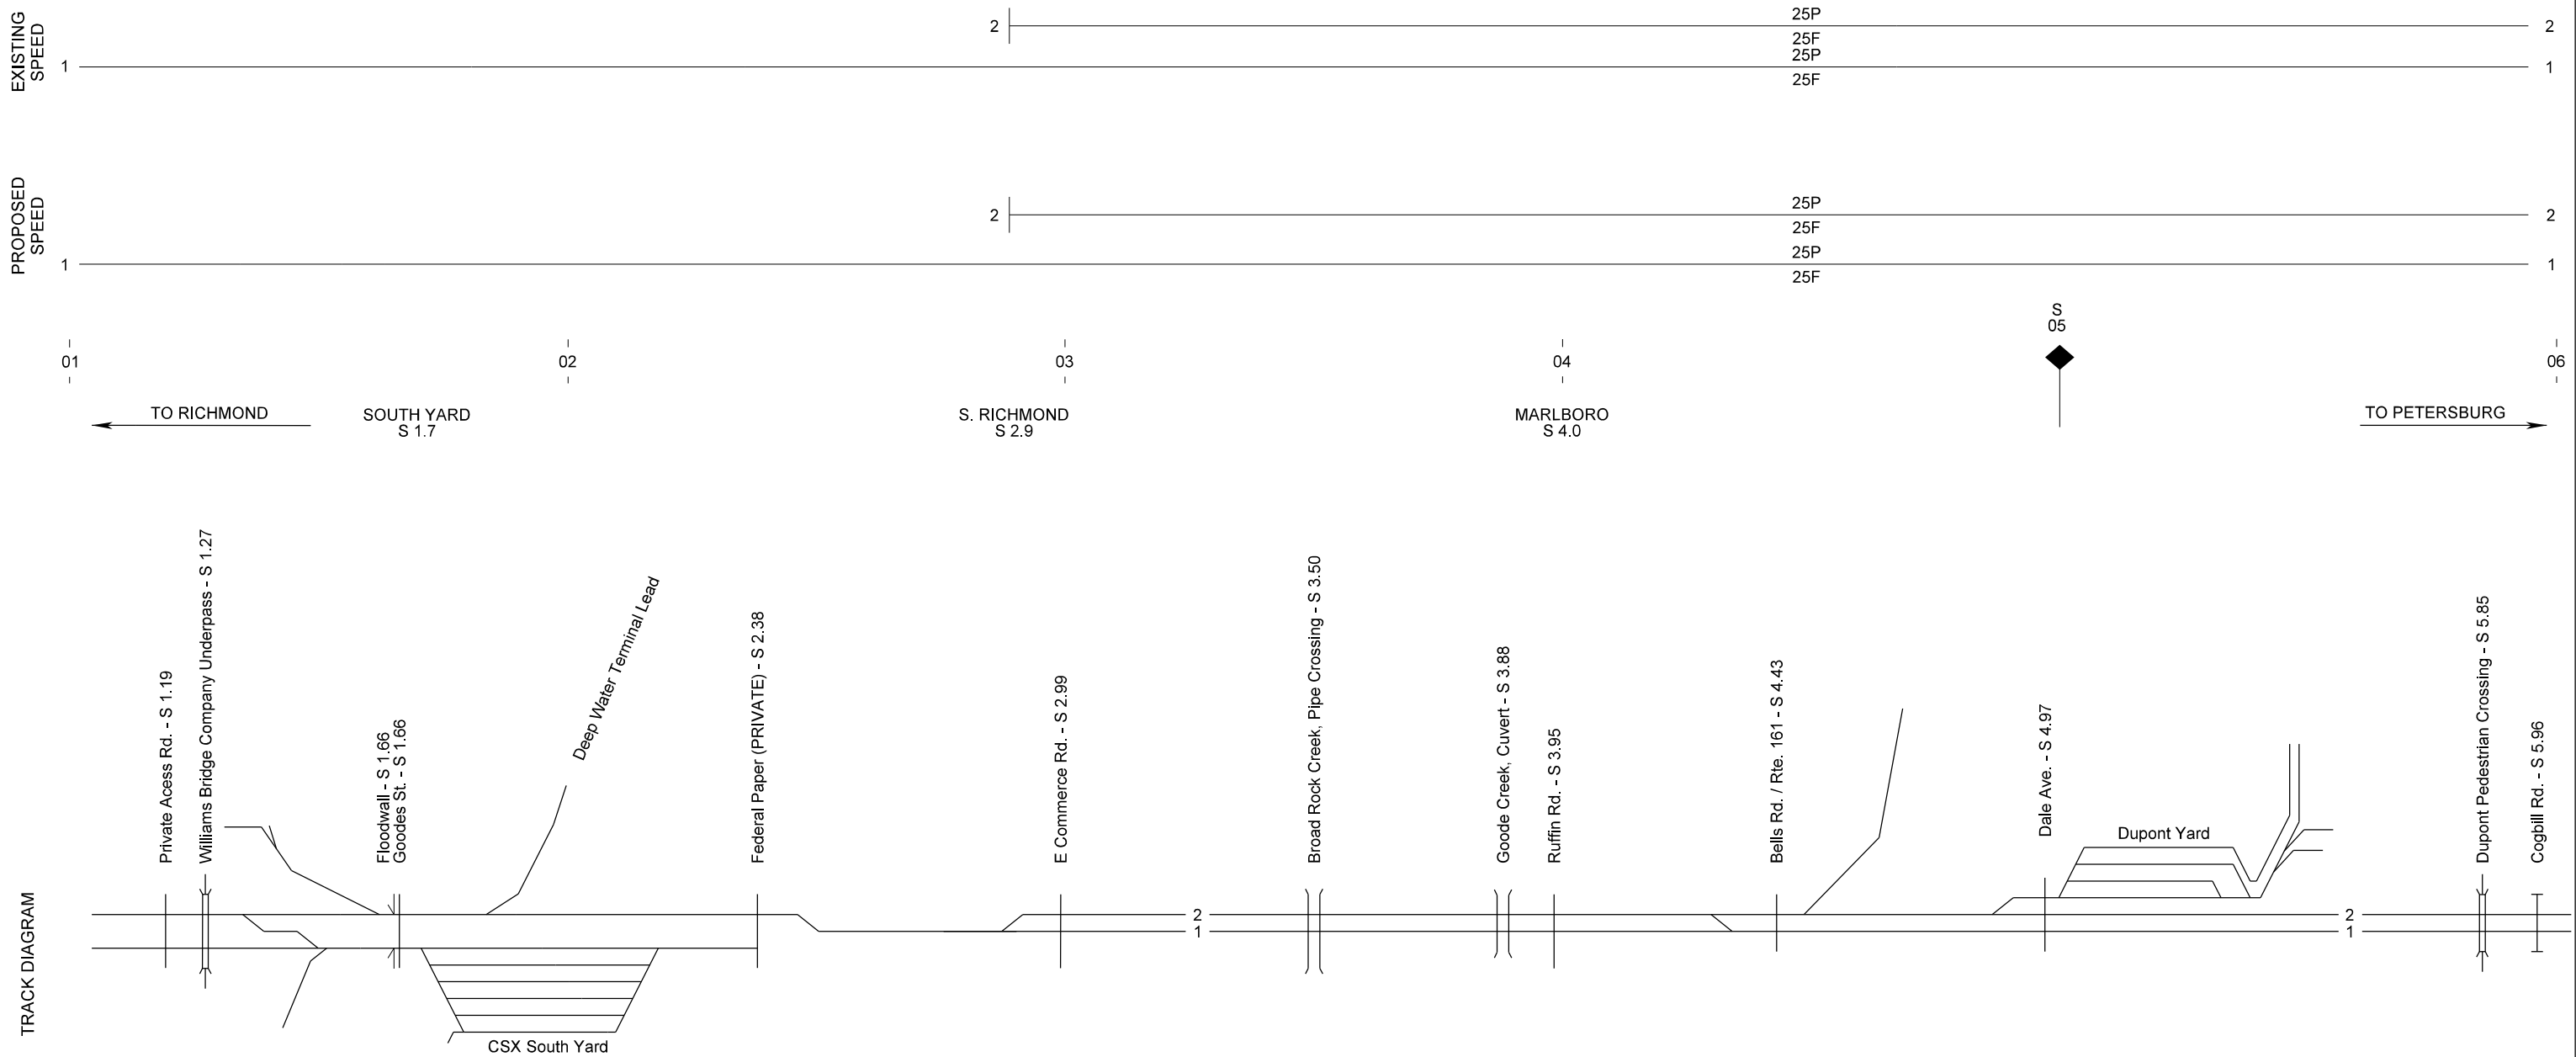 EXISTING
SPEED
25P
2
2
25F
25P
1
1
25F
PROPOSED
SPEED
25P
2
2
25F
25P
1
1
25F
S
05
01
02
03
04
06
TO RICHMOND
SOUTH YARD
S 1.7
S. RICHMOND
S 2.9
MARLBORO
S 4.0
TO PETERSBURG
TRACK DIAGRAM
Private Acess Rd. - S 1.19
Williams Bridge Company Underpass - S 1.27
Floodwall - S 1.66
Goodes St. - S 1.66
Deep Water Terminal Lead
Federal Paper (PRIVATE) - S 2.38
E Commerce Rd. - S 2.99
Broad Rock Creek, Pipe Crossing - S 3.50
Goode Creek, Cuvert - S 3.88
Ruffin Rd. - S 3.95
Bells Rd. / Rte. 161 - S 4.43
Dale Ave. - S 4.97
Dupont Yard
Dupont Pedestrian Crossing - S 5.85
Cogbill Rd. - S 5.96
2
1
2
1
CSX South Yard